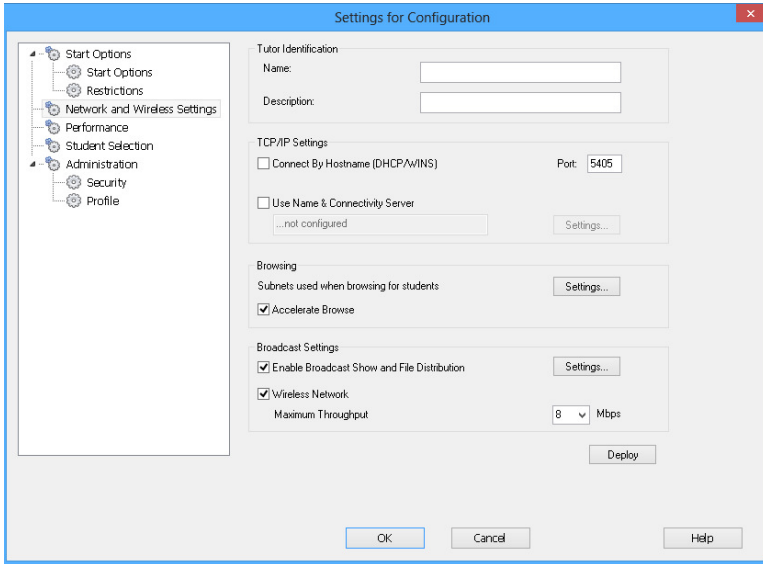 Settings for Configuration
Start Options
Start Options
Restrictions
Network and Wireless Settings
Performance
Student Selection
Administration
Security
Profile
Tutor Identification
Name:
Description:
TCP/IP Settings
Connect By Hostname (DHCP/WINS) Port: 5405
Use Name & Connectivity Server
...not configured Settings...
Browsing
Subnets used when browsing for students Settings...
Accelerate Browse
Broadcast Settings
Enable Broadcast Show and File Distribution Settings...
Wireless Network
Maximum Throughput 8 Mbps
Deploy
OK Cancel Help